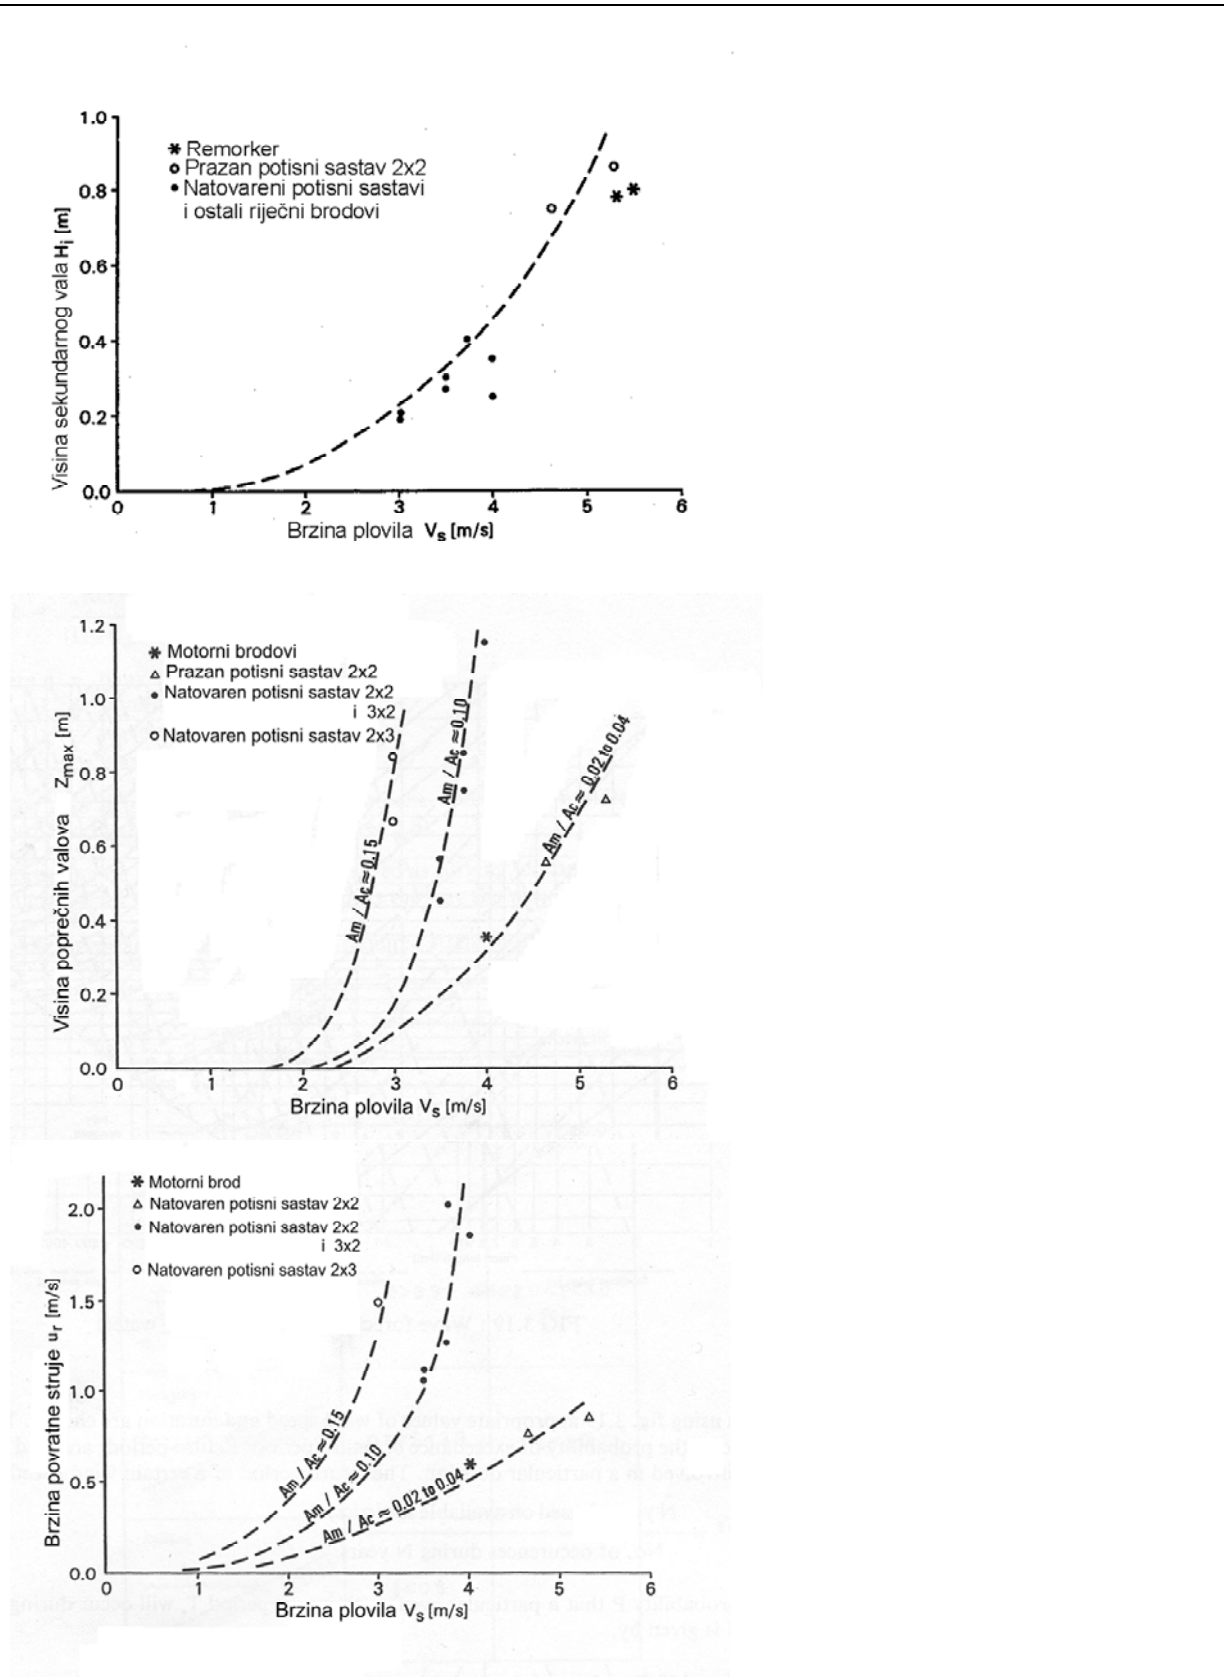 1.0
* Remorker
Prazan potisni sastav 2x2
Natovareni potisni sastavi
i ostali riječni brodovi
0.8
0.6
0.4
0.2
0.0
Visina sekundarnog vala Hi [m]
0 1 2 3 4 5 6
Brzina plovila Vs [m/s]
1.2
* Motorni brodovi
Prazan potisni sastav 2x2
Natovaren potisni sastav 2x2
i 3x2
Natovaren potisni sastav 2x3
1.0
0.8
0.6
0.4
0.2
0.0
Visina poprečnih valova Zmax [m]
Am / Ac ≈ 0.15
Am / Ac ≈ 0.10
Am / Ac ≈ 0.02 to 0.04
0 1 2 3 4 5 6
Brzina plovila Vs [m/s]
* Motorni brod
Natovaren potisni sastav 2x2
Natovaren potisni sastav 2x2
i 3x2
Natovaren potisni sastav 2x3
2.0
1.5
1.0
0.5
0.0
Brzina povratne struje ur [m/s]
Am / Ac ≈ 0.15
Am / Ac ≈ 0.10
Am / Ac ≈ 0.02 to 0.04
1 2 3 4 5 6
Brzina plovila Vs [m/s]